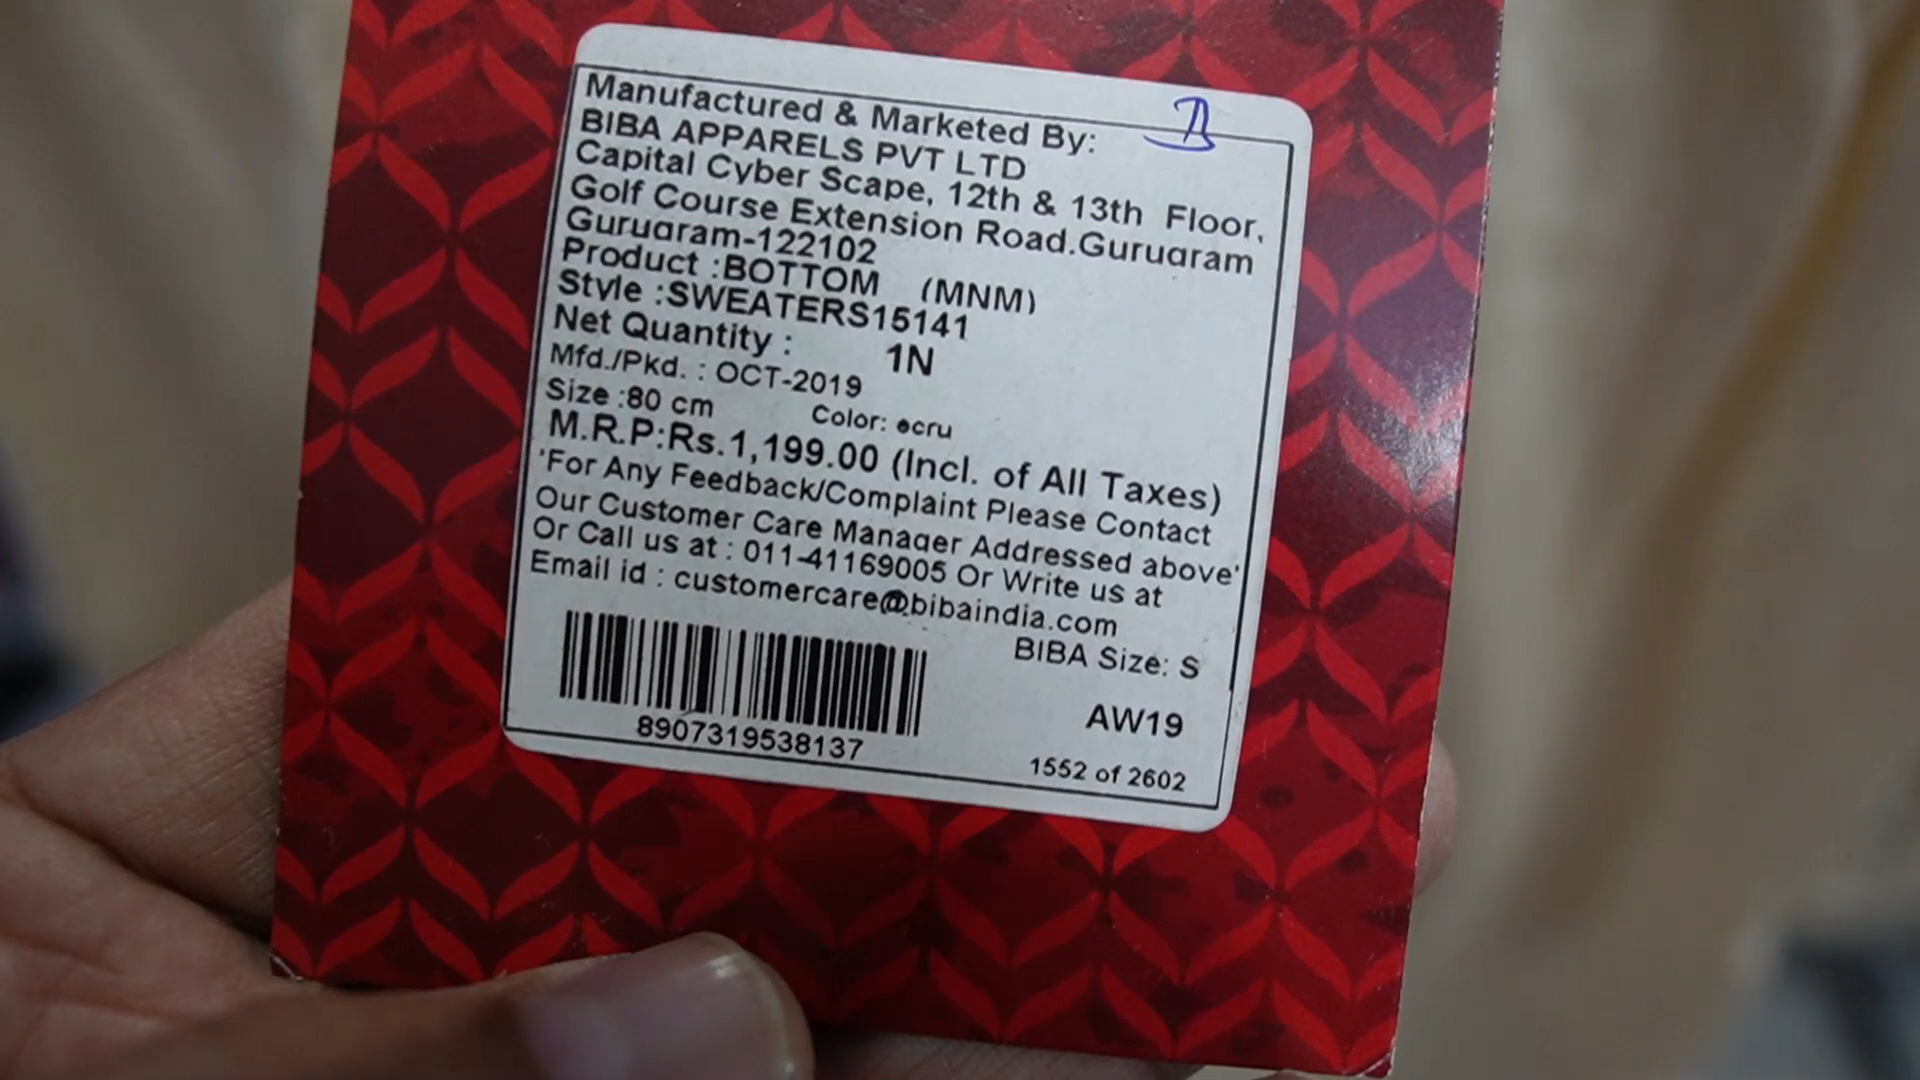 Manufactured & Marketed By:
BIBA APPARELS PVT LTD
Capital Cyber Scape, 12th & 13th Floor,
Golf Course Extension Road.Gurugram
Gurugram-122102
Product :BOTTOM (MNM)
Style :SWEATERS15141
Net Quantity : 1N
Mfd./Pkd. : OCT-2019
Size :80 cm Color: ecru
M.R.P:Rs.1,199.00 (Incl. of All Taxes)
'For Any Feedback/Complaint Please Contact
Our Customer Care Manager Addressed above'
Or Call us at : 011-41169005 Or Write us at
Email id : customercare@bibaindia.com
BIBA Size: S
AW19
8907319538137
1552 of 2602